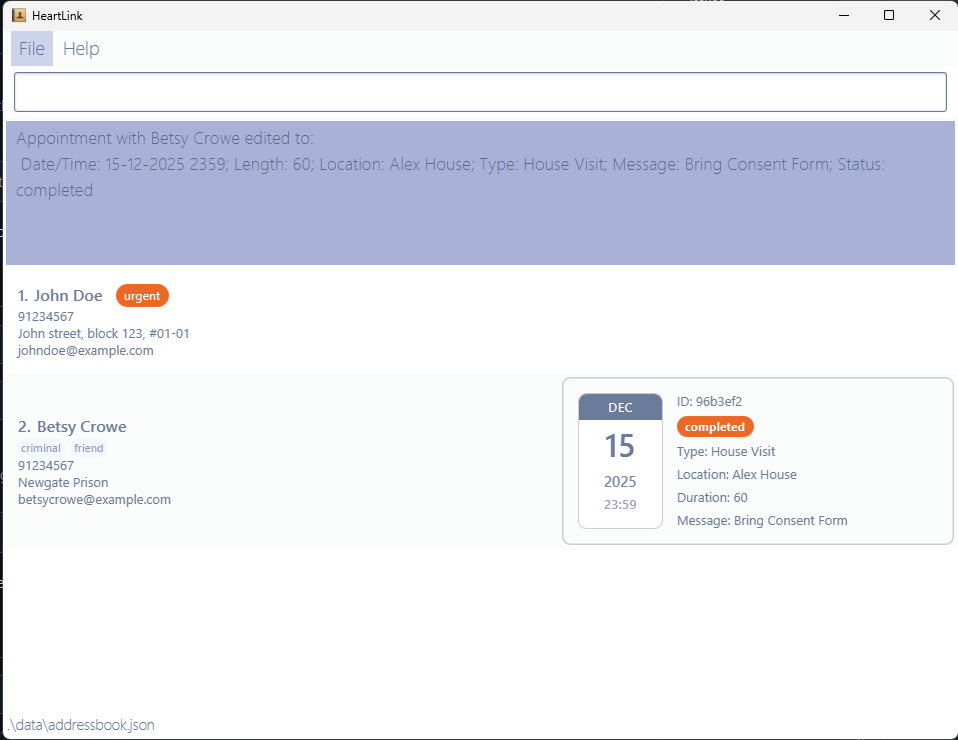 HeartLink
File Help
Appointment with Betsy Crowe edited to:
Date/Time: 15-12-2025 2359; Length: 60; Location: Alex House; Type: House Visit; Message: Bring Consent Form; Status:
completed
1. John Doe urgent
91234567
John street, block 123, #01-01
johndoe@example.com
2. Betsy Crowe
criminal friend
91234567
Newgate Prison
betsycrowe@example.com
DEC
15
2025
23:59
ID: 96b3ef2
completed
Type: House Visit
Location: Alex House
Duration: 60
Message: Bring Consent Form
.\data\addressbook.json